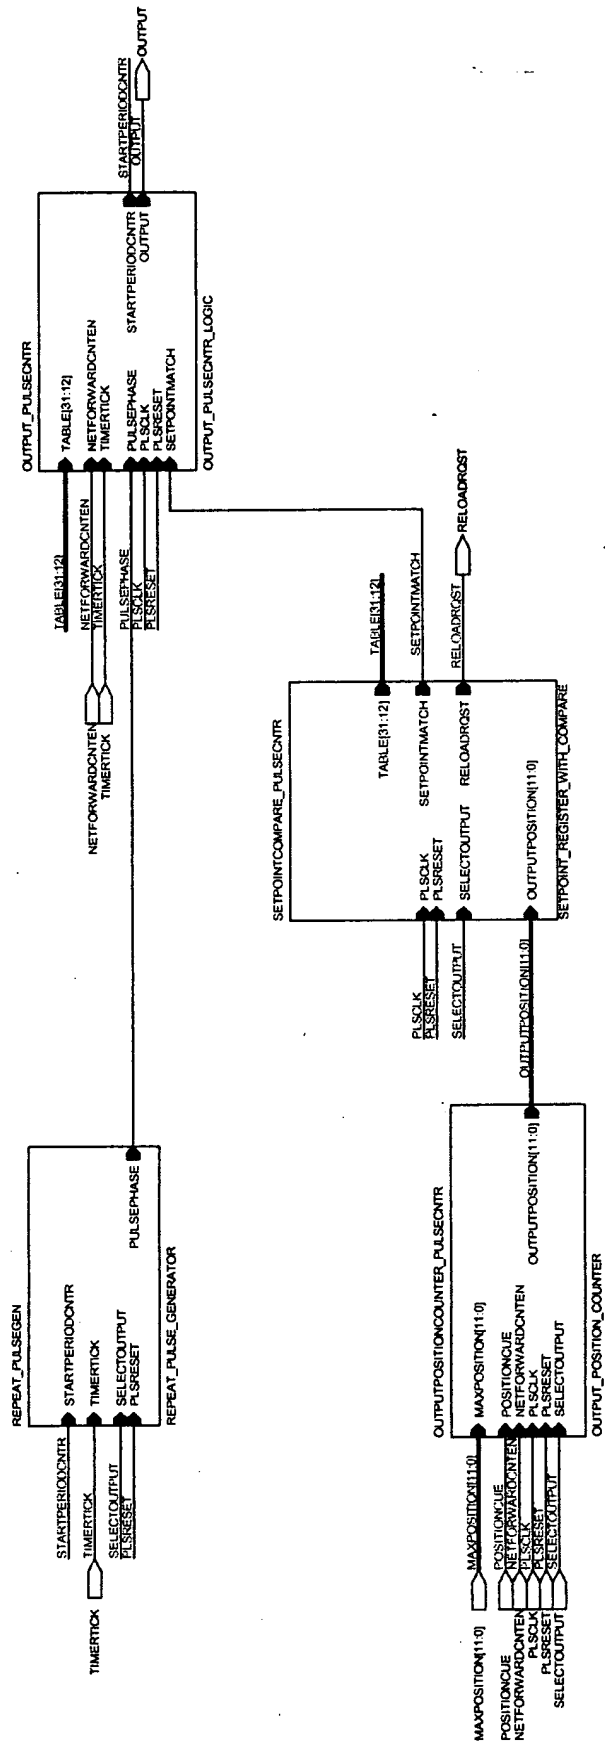 REPEAT_PULSEGEN
STARTPERIODCNTR
STARTPERIODCNTR
TIMERTICK
TIMERTICK
TIMERTICK
SELECTOUTPUT
SELECTOUTPUT
PLSRESET
PLSRESET
PULSEPHASE
REPEAT_PULSE_GENERATOR
OUTPUT_PULSECNTR
TABLE[31:12]
TABLE[31:12]
NETFORWARDCNTEN
NETFORWARDCNTEN
NETFORWARDCNTEN
TIMERTICK
TIMERTICK
TIMERTICK
PULSEPHASE
PULSEPHASE
PLSCLK
PLSCLK
PLSRESET
PLSRESET
SETPOINTMATCH
STARTPERIODCNTR
STARTPERIODCNTR
OUTPUT
OUTPUT
OUTPUT
OUTPUT_PULSECNTR_LOGIC
SETPOINTCOMPARE_PULSECNTR
TABLE[31:12]
TABLE[31:12]
PLSCLK
PLSCLK
SETPOINTMATCH
SETPOINTMATCH
PLSRESET
PLSRESET
SELECTOUTPUT
SELECTOUTPUT
RELOADRQST
RELOADRQST
RELOADRQST
OUTPUTPOSITION[11:0]
OUTPUTPOSITION[11:0]
SETPOINT_REGISTER_WITH_COMPARE
OUTPUTPOSITIONCOUNTER_PULSECNTR
MAXPOSITION[11:0]
MAXPOSITION[11:0]
MAXPOSITION[11:0]
POSITIONCUE
POSITIONCUE
POSITIONCUE
NETFORWARDCNTEN
NETFORWARDCNTEN
NETFORWARDCNTEN
PLSCLK
PLSCLK
PLSCLK
PLSRESET
PLSRESET
PLSRESET
SELECTOUTPUT
SELECTOUTPUT
SELECTOUTPUT
OUTPUTPOSITION[11:0]
OUTPUT_POSITION_COUNTER